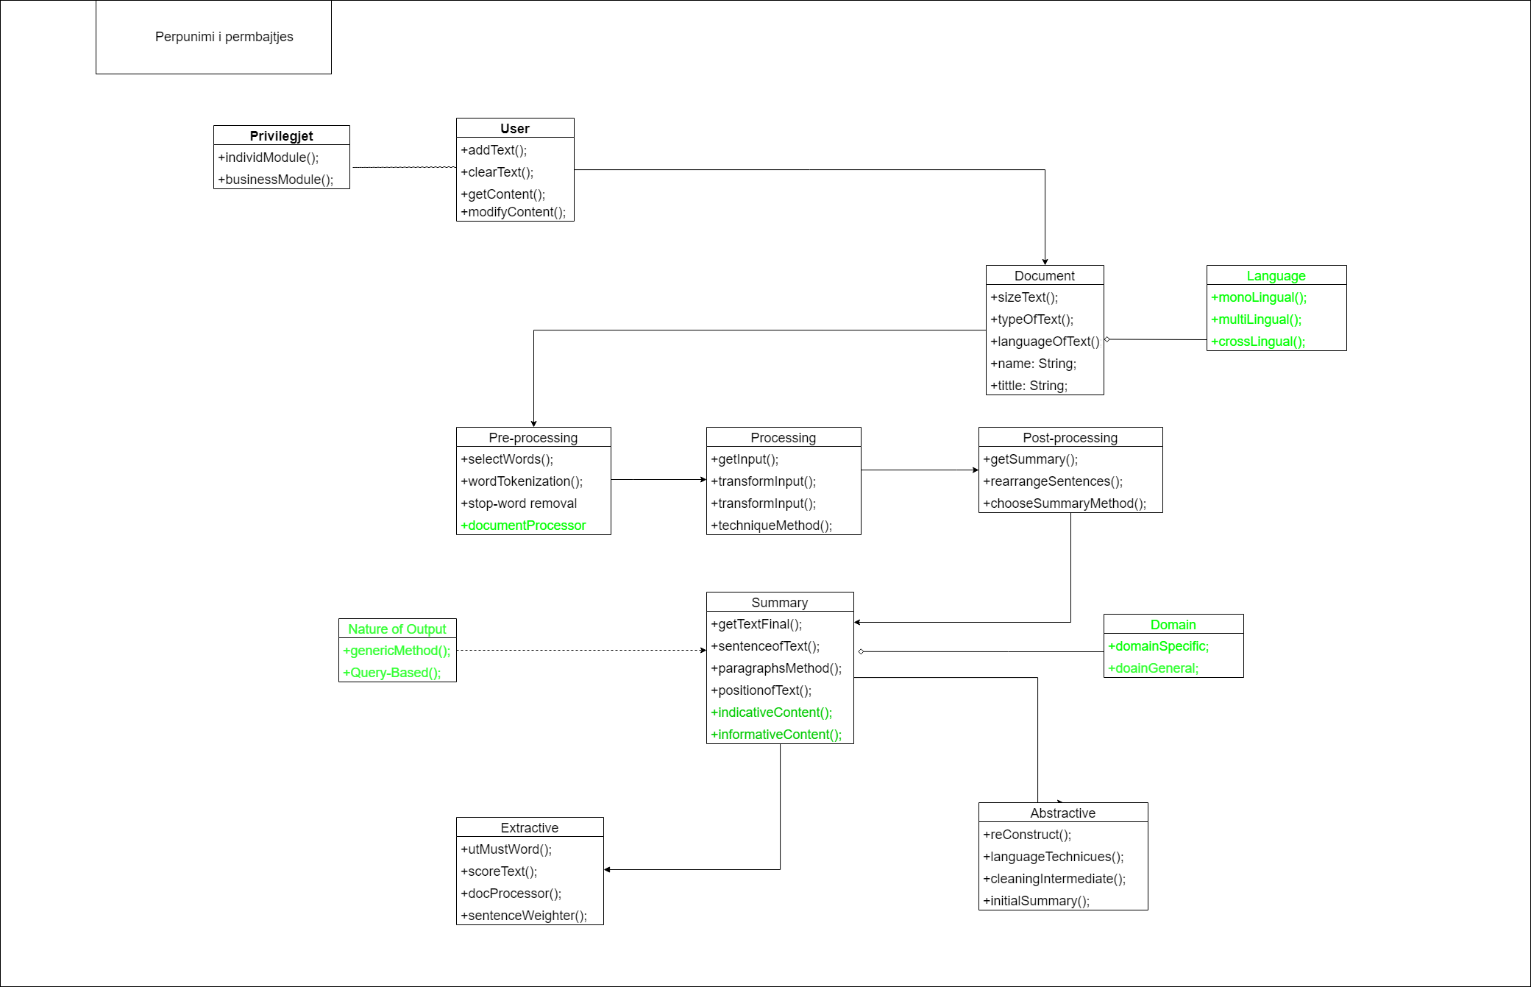 Perpunimi i permbajtjes
Privilegjet
+individModule();
+businessModule();
User
+addText();
+clearText();
+getContent();
+modifyContent();
Document
+sizeText();
+typeOfText();
+languageOfText()
+name: String;
+tittle: String;
Language
+monoLingual();
+multiLingual();
+crossLingual();
Pre-processing
+selectWords();
+wordTokenization();
+stop-word removal
+documentProcessor
Processing
+getInput();
+transformInput();
+transformInput();
+techniqueMethod();
Post-processing
+getSummary();
+rearrangeSentences();
+chooseSummaryMethod();
Nature of Output
+genericMethod();
+Query-Based();
Summary
+getTextFinal();
+sentenceofText();
+paragraphsMethod();
+positionofText();
+indicativeContent();
+informativeContent();
Domain
+domainSpecific;
+doainGeneral;
Extractive
+utMustWord();
+scoreText();
+docProcessor();
+sentenceWeighter();
Abstractive
+reConstruct();
+languageTechnicues();
+cleaningIntermediate();
+initialSummary();